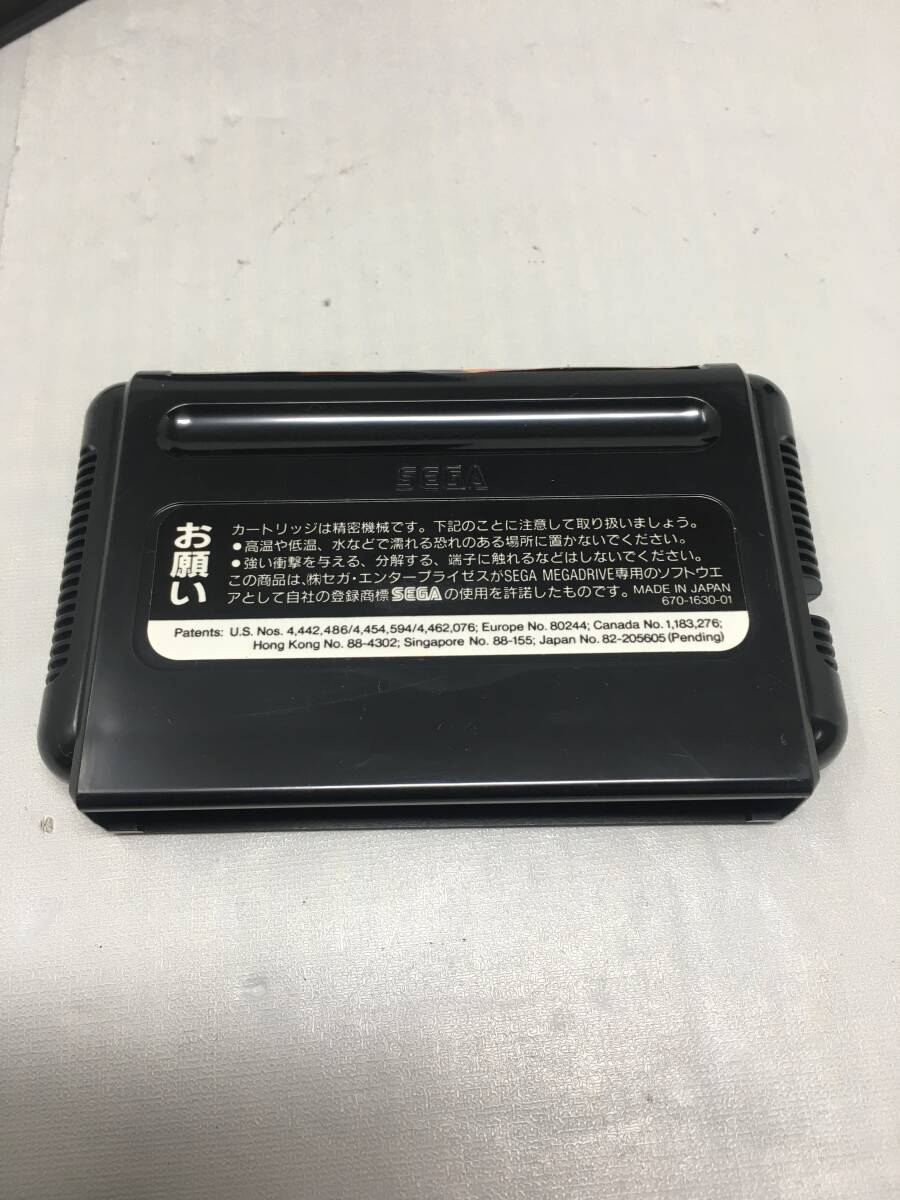 SEGA
お願い
カートリッジは精密機械です。下記のことに注意して取り扱いましょう。
●高温や低温、水などで濡れる恐れのある場所に置かないでください。
●強い衝撃を与える、分解する、端子に触れるなどはしないでください。
この商品は、㈱セガ・エンタープライゼスがSEGA MEGADRIVE専用のソフトウエ
アとして自社の登録商標SEGAの使用を許諾したものです。 MADE IN JAPAN
670-1630-01
Patents: U.S. Nos. 4,442,486/4,454,594/4,462,076; Europe No. 80244; Canada No. 1,183,276;
Hong Kong No. 88-4302; Singapore No. 88-155; Japan No. 82-205605 (Pending)